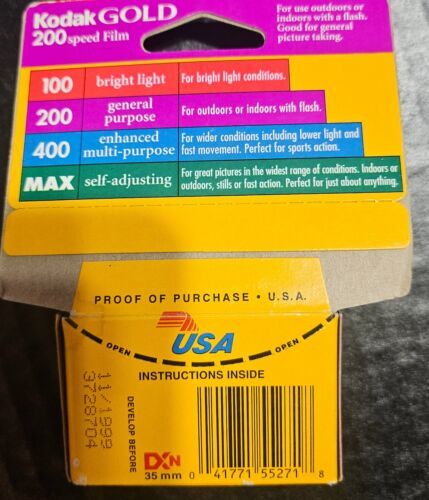 Kodak GOLD
200 speed Film
For use outdoors or
indoors with a flash.
Good for general
picture taking.
100 bright light For bright light conditions.
200 general purpose For outdoors or indoors with flash.
400 enhanced multi-purpose For wider conditions including lower light and
fast movement. Perfect for sports action.
MAX self-adjusting For great pictures in the widest range of conditions. Indoors or
outdoors, stills or fast action. Perfect for just about anything.
PROOF OF PURCHASE • U.S.A.
USA
OPEN OPEN
INSTRUCTIONS INSIDE
11/1999
3728704
DEVELOP BEFORE
DXN
35 mm
0 41771 55271 8